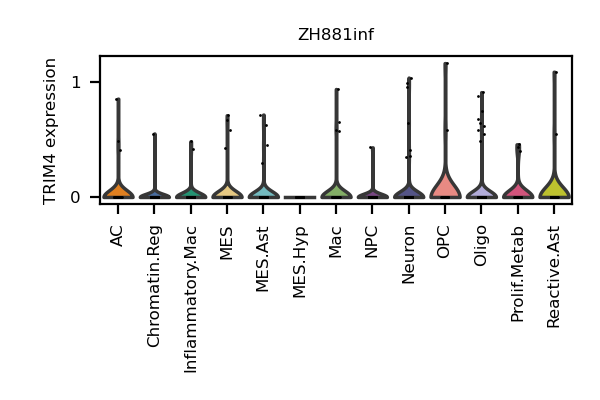 ZH881inf
TRIM4 expression
1
0
AC
Chromatin.Reg
Inflammatory.Mac
MES
MES.Ast
MES.Hyp
Mac
NPC
Neuron
OPC
Oligo
Prolif.Metab
Reactive.Ast